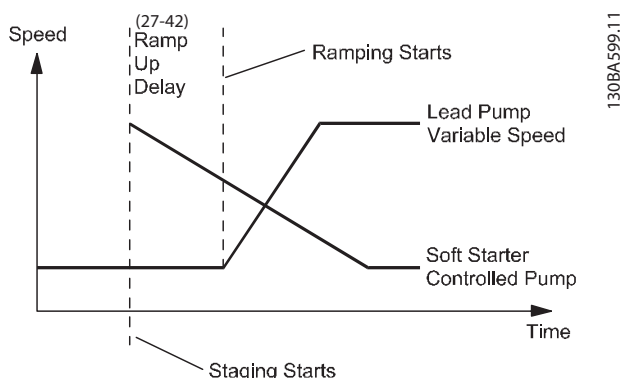 (27-42)
Speed
Ramp
Up
Delay
Ramping Starts
130BA599.11
Lead Pump
Variable Speed
Soft Starter
Controlled Pump
Time
Staging Starts